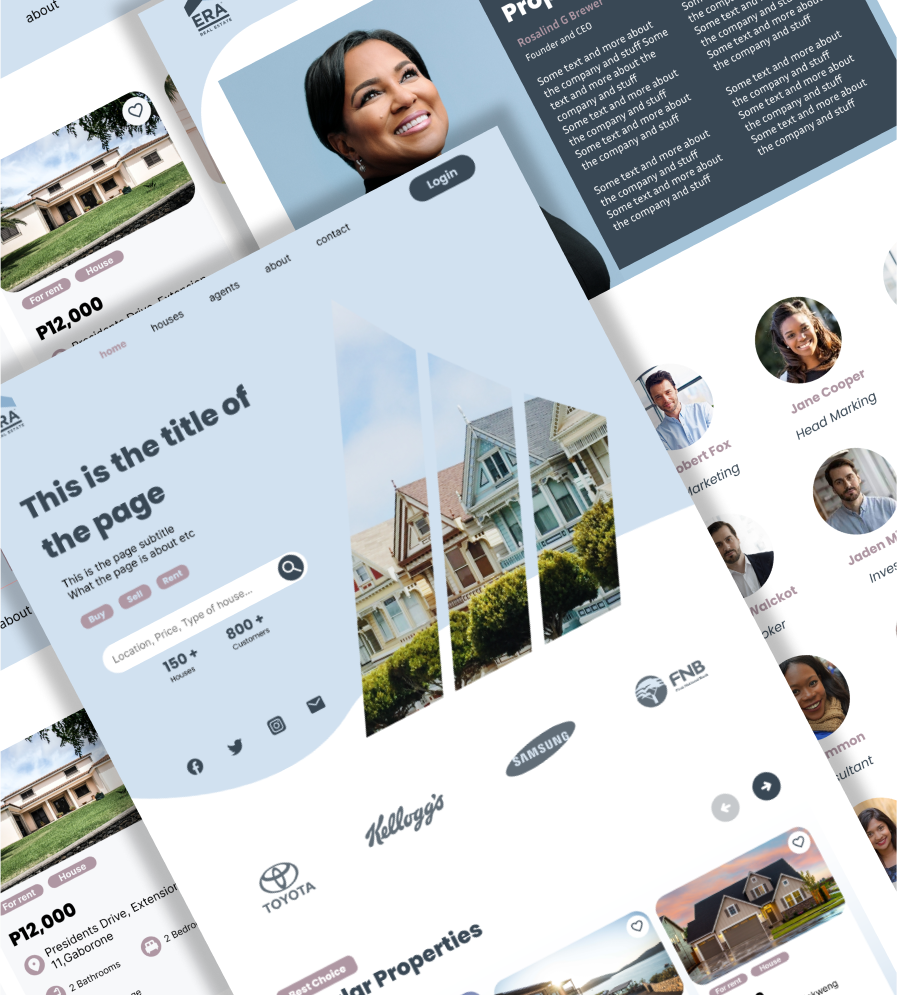 about
ERA
REAL ESTATE
Rosalind G Brewer
Founder and CEO
Some text and more about
the company and stuff Some
text and more about the
company and stuff
Some text and more about
the company and stuff
Some text and more about
the company and stuff
Some text and more about
the company and stuff
Some text and more about
the company and stuff
the company and stuff
Some text and more about
the company and stuff
Some text and more about
the company and stuff
Some text and more about
the company and stuff
Some text and more about
the company and stuff
For rent
House
P12,000
Presidents Drive, Extension
Login
home
houses
agents
about
contact
This is the title of
the page
This is the page subtitle
What the page is about etc
Buy
Sell
Rent
Location, Price, Type of house...
150 +
Houses
800 +
Customers
TOYOTA
Kellogg's
SAMSUNG
FNB
First National Bank
Best Choice
lar Properties
For rent
House
kweng
obert Fox
Marketing
Jane Cooper
Head Marking
Walckot
oker
Jaden M
Inves
mmon
sultant
about
For rent
House
P12,000
Presidents Drive, Extension
11,Gaborone
2 Bathrooms
2 Bedro